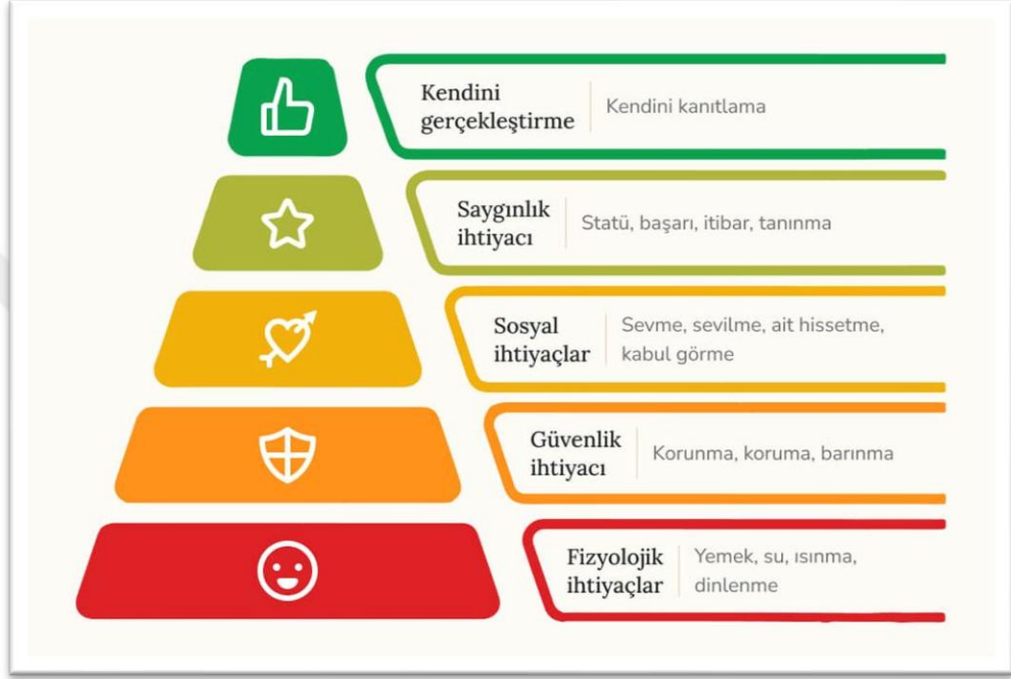 Kendini
gerçekleştirme
Kendini kanıtlama
Saygınlık
ihtiyacı
Statü, başarı, itibar, tanınma
Sosyal
ihtiyaçlar
Sevme, sevilme, ait hissetme,
kabul görme
Güvenlik
ihtiyacı
Korunma, koruma, barınma
Fizyolojik
ihtiyaçlar
Yemek, su, ısınma,
dinlenme